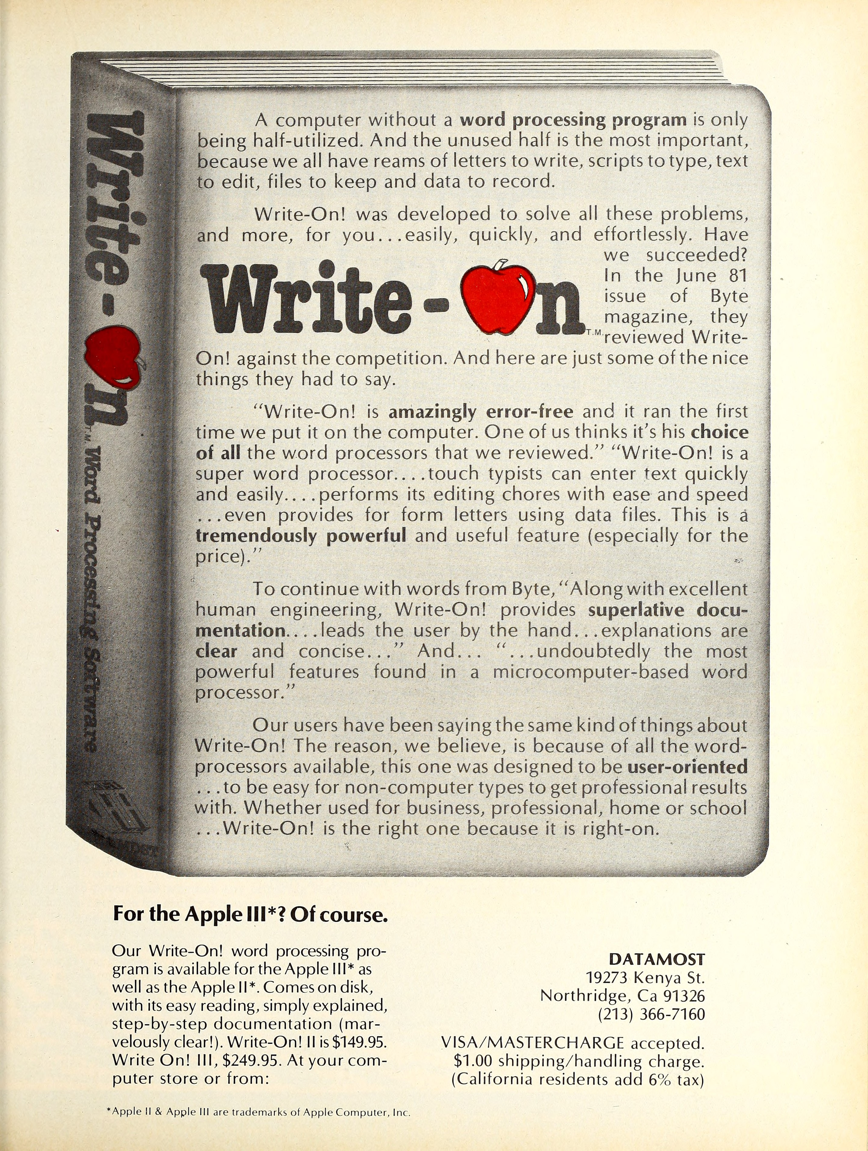 Write-On
T.M. Word Processing Software
A computer without a word processing program is only
being half-utilized. And the unused half is the most important,
because we all have reams of letters to write, scripts to type, text
to edit, files to keep and data to record.
Write-On! was developed to solve all these problems,
and more, for you...easily, quickly, and effortlessly. Have
we succeeded?
In the June 81
issue of Byte
magazine, they
Write-On T.M. reviewed Write-
On! against the competition. And here are just some of the nice
things they had to say.
"Write-On! is amazingly error-free and it ran the first
time we put it on the computer. One of us thinks it's his choice
of all the word processors that we reviewed." "Write-On! is a
super word processor....touch typists can enter text quickly
and easily....performs its editing chores with ease and speed
...even provides for form letters using data files. This is a
tremendously powerful and useful feature (especially for the
price)."
To continue with words from Byte, "Along with excellent
human engineering, Write-On! provides superlative docu-
mentation....leads the user by the hand...explanations are
clear and concise..." And... "...undoubtedly the most
powerful features found in a microcomputer-based word
processor."
Our users have been saying the same kind of things about
Write-On! The reason, we believe, is because of all the word-
processors available, this one was designed to be user-oriented
...to be easy for non-computer types to get professional results
with. Whether used for business, professional, home or school
...Write-On! is the right one because it is right-on.
For the Apple III*? Of course.
Our Write-On! word processing pro-
gram is available for the Apple III* as
well as the Apple II*. Comes on disk,
with its easy reading, simply explained,
step-by-step documentation (mar-
velously clear!). Write-On! II is $149.95.
Write On! III, $249.95. At your com-
puter store or from:
DATAMOST
19273 Kenya St.
Northridge, Ca 91326
(213) 366-7160
VISA/MASTERCHARGE accepted.
$1.00 shipping/handling charge.
(California residents add 6% tax)
*Apple II & Apple III are trademarks of Apple Computer, Inc.